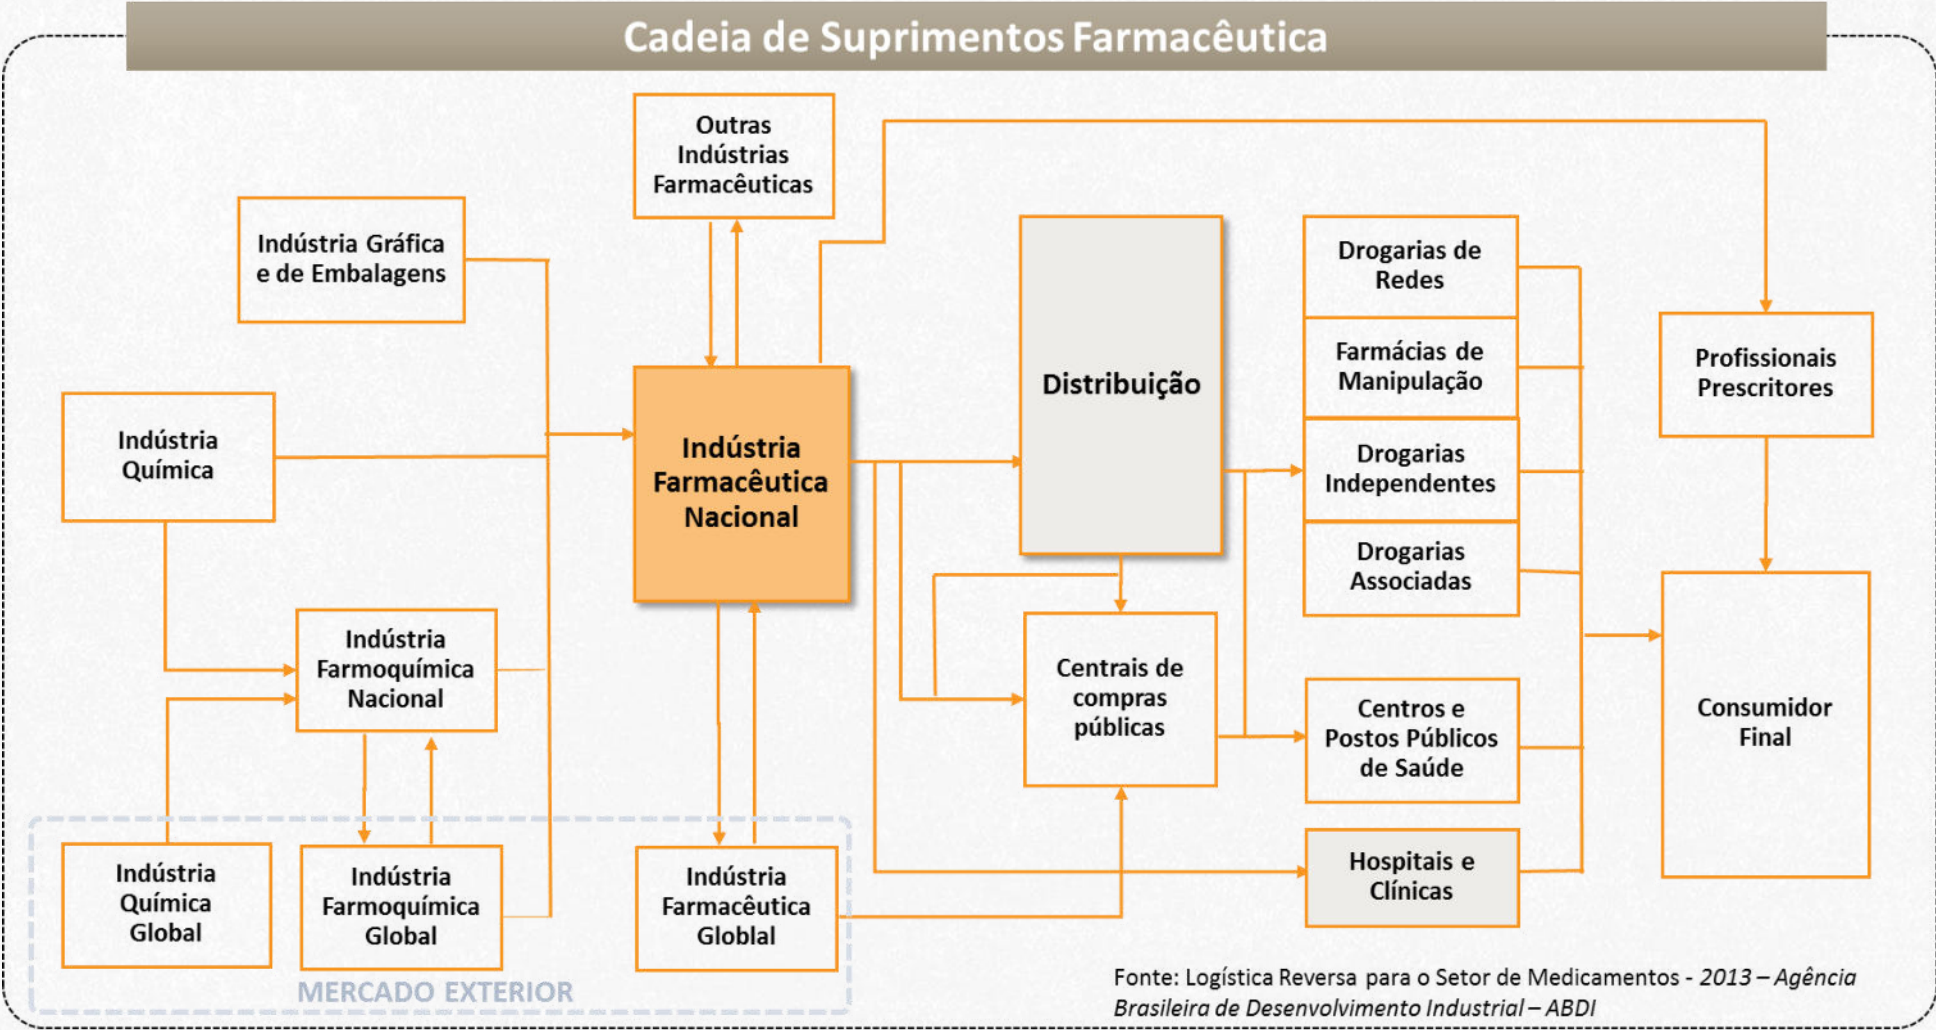 Cadeia de Suprimentos Farmacêutica
Outras
Indústrias
Farmacêuticas
Indústria Gráfica
e de Embalagens
Indústria
Química
Indústria
Farmoquímica
Nacional
Indústria
Química
Global
Indústria
Farmoquímica
Global
MERCADO EXTERIOR
Indústria
Farmacêutica
Nacional
Indústria
Farmacêutica
Globlal
Distribuição
Centrais de
compras
públicas
Drogarias de
Redes
Farmácias de
Manipulação
Drogarias
Independentes
Drogarias
Associadas
Centros e
Postos Públicos
de Saúde
Hospitais e
Clínicas
Profissionais
Prescritores
Consumidor
Final
Fonte: Logística Reversa para o Setor de Medicamentos - 2013 – Agência
Brasileira de Desenvolvimento Industrial – ABDI